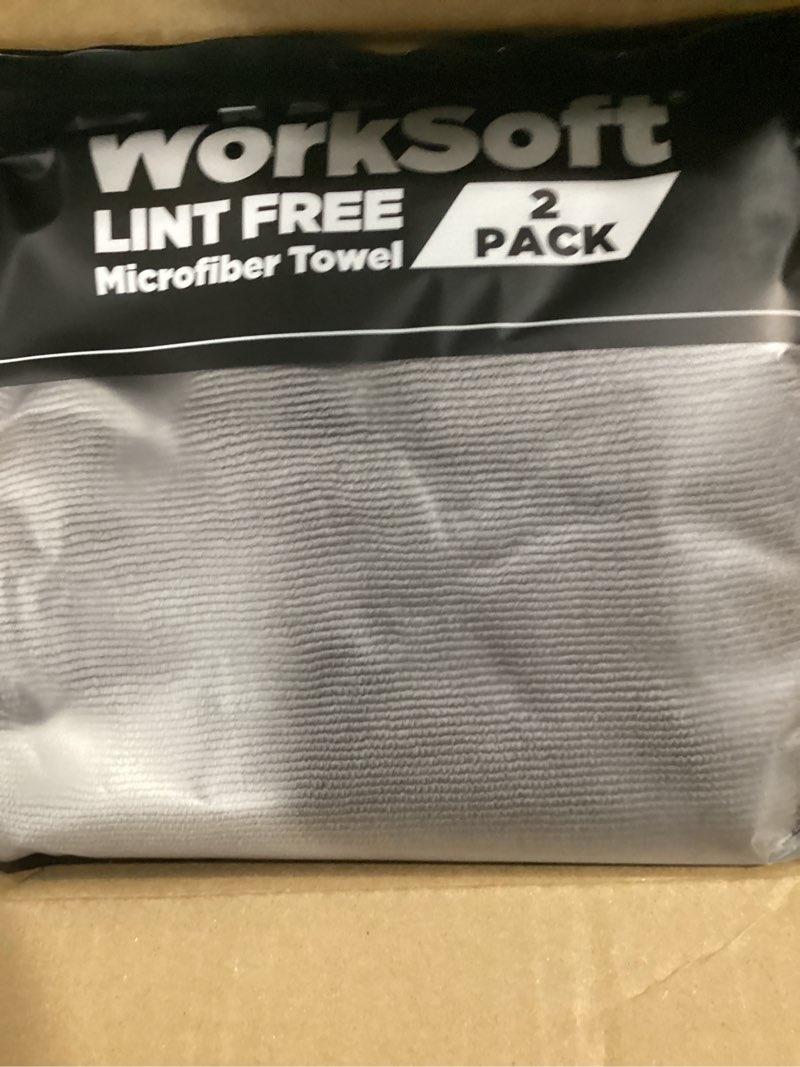 WorkSoft
LINT FREE
Microfiber Towel
2
PACK